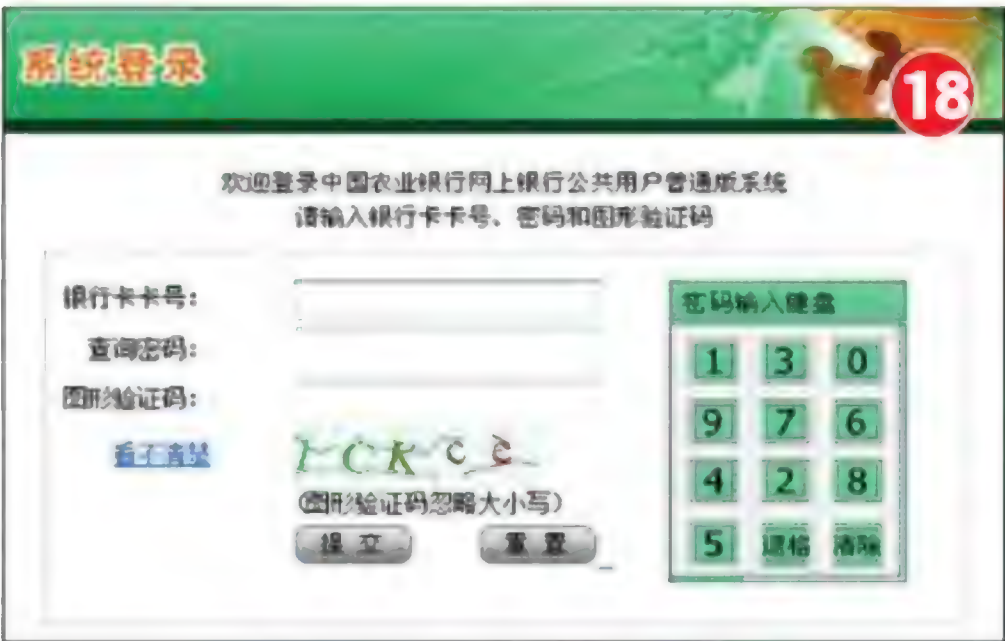 系统登录
18
欢迎登录中国农业银行网上银行公共用户普通版系统
请输入银行卡卡号、密码和图形验证码
银行卡卡号：
查询密码：
图形验证码：
看不清楚
(图形验证码忽略大小写)
提交 重置
密码输入键盘
1 3 0
9 7 6
4 2 8
5 退格 清除